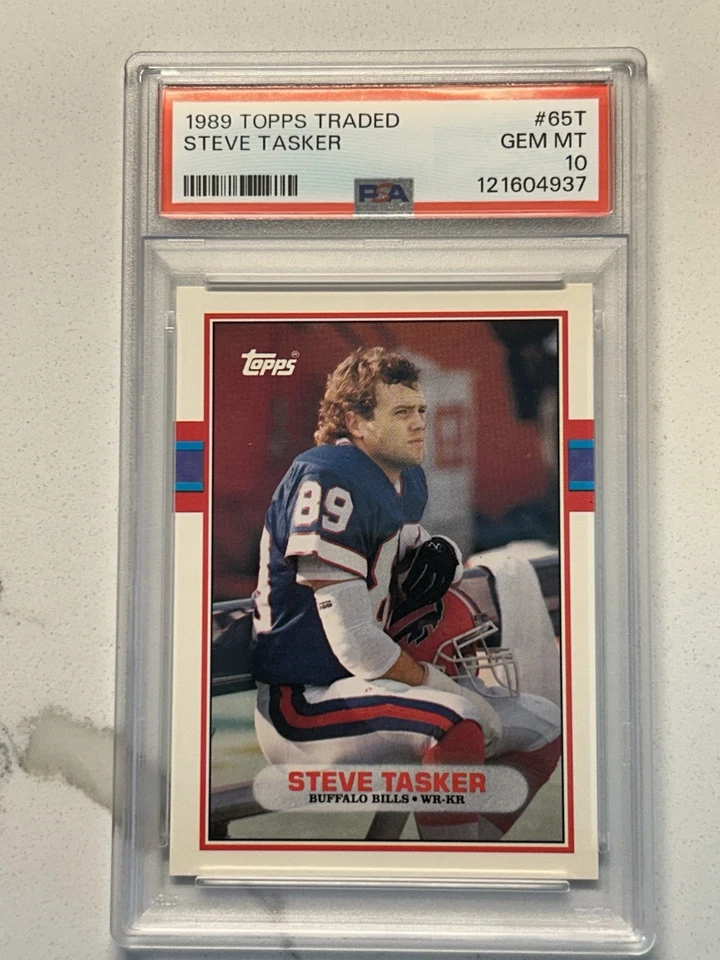 1989 TOPPS TRADED #65T
STEVE TASKER GEM MT
10
PSA 121604937
topps®
89
STEVE TASKER
BUFFALO BILLS • WR-KR